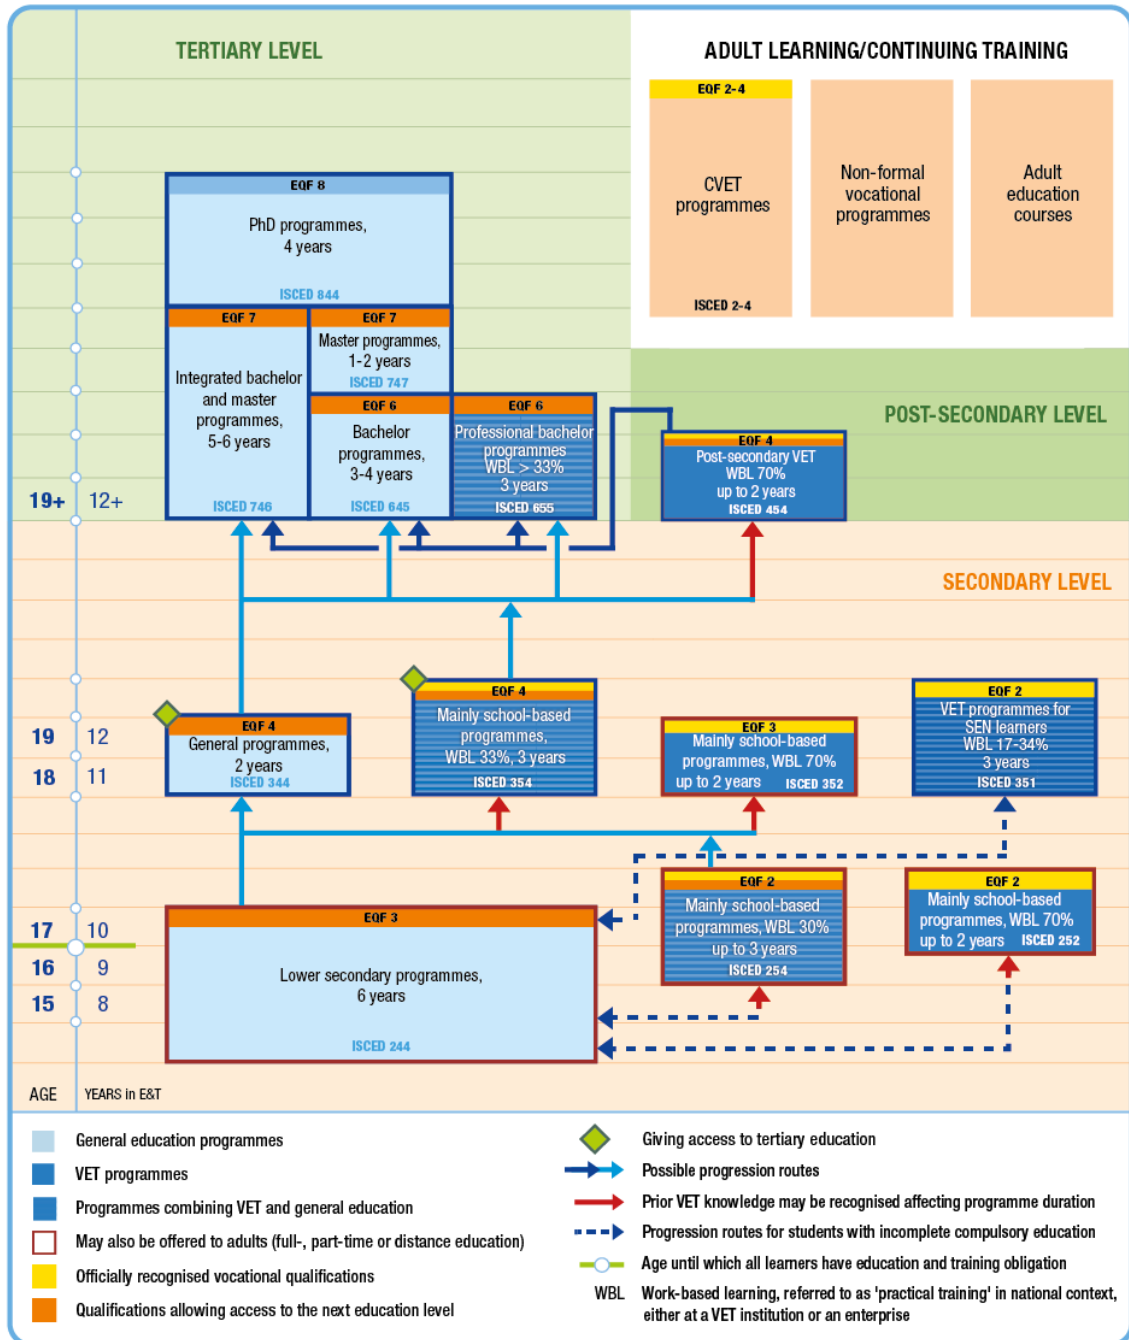 TERTIARY LEVEL
ADULT LEARNING/CONTINUING TRAINING
EQF 2-4
CVET
programmes
ISCED 2-4
Non-formal
vocational
programmes
Adult
education
courses
EQF 8
PhD programmes,
4 years
ISCED 844
EQF 7
Integrated bachelor
and master
programmes,
5-6 years
ISCED 746
EQF 7
Master programmes,
1-2 years
ISCED 747
EQF 6
Bachelor
programmes,
3-4 years
ISCED 645
EQF 6
Professional bachelor
programmes
WBL > 33%
3 years
ISCED 655
POST-SECONDARY LEVEL
EQF 4
Post-secondary VET
WBL 70%
up to 2 years
ISCED 454
19+ 12+
SECONDARY LEVEL
EQF 4
General programmes,
2 years
ISCED 344
EQF 4
Mainly school-based
programmes,
WBL 33%, 3 years
ISCED 354
EQF 3
Mainly school-based
programmes, WBL 70%
up to 2 years ISCED 352
EQF 2
VET programmes for
SEN learners
WBL 17-34%
3 years
ISCED 351
19 12
18 11
EQF 3
Lower secondary programmes,
6 years
ISCED 244
EQF 2
Mainly school-based
programmes, WBL 30%
up to 3 years
ISCED 254
EQF 2
Mainly school-based
programmes, WBL 70%
up to 2 years ISCED 252
17 10
16 9
15 8
AGE YEARS in E&T
General education programmes
VET programmes
Programmes combining VET and general education
May also be offered to adults (full-, part-time or distance education)
Officially recognised vocational qualifications
Qualifications allowing access to the next education level
Giving access to tertiary education
Possible progression routes
Prior VET knowledge may be recognised affecting programme duration
Progression routes for students with incomplete compulsory education
Age until which all learners have education and training obligation
WBL Work-based learning, referred to as 'practical training' in national context,
either at a VET institution or an enterprise